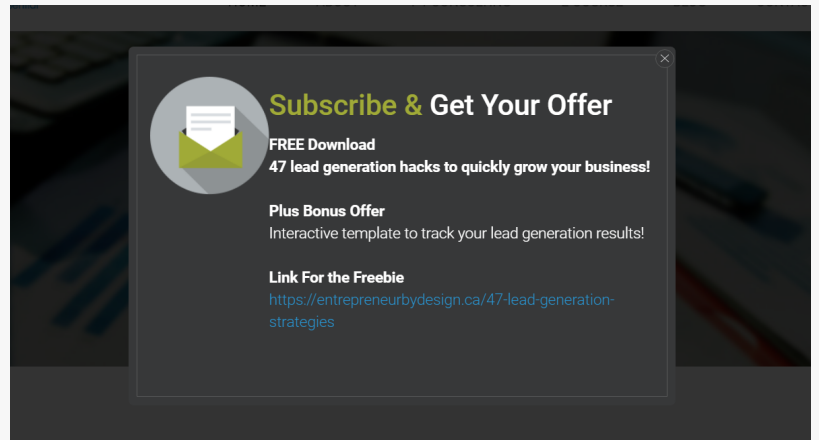 Subscribe & Get Your Offer
FREE Download
47 lead generation hacks to quickly grow your business!
Plus Bonus Offer
Interactive template to track your lead generation results!
Link For the Freebie
https://entrepreneurbydesign.ca/47-lead-generation-
strategies